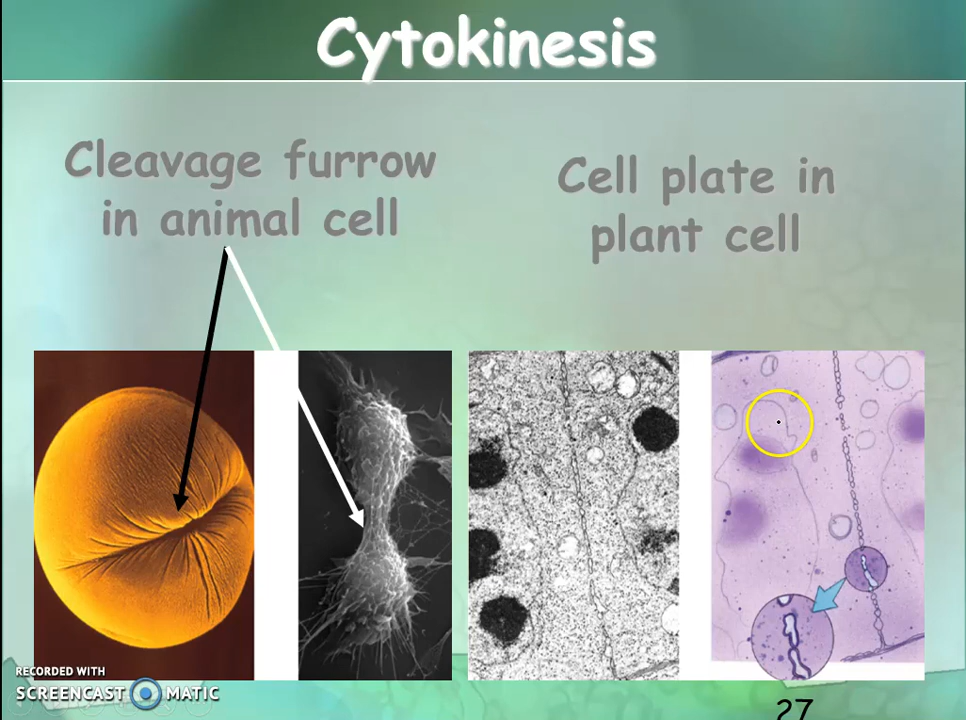 Cytokinesis
Cleavage furrow
in animal cell
Cell plate in
plant cell
RECORDED WITH
SCREENCAST MATIC
27